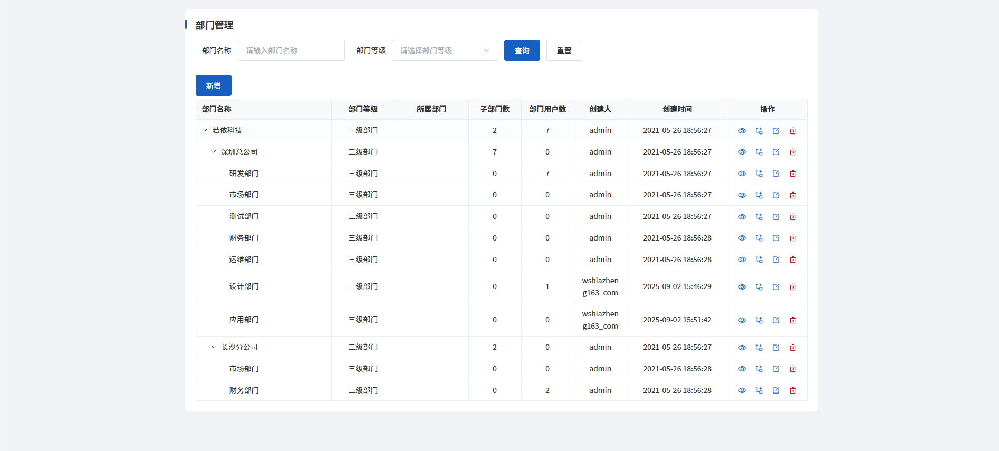 部门管理
部门名称 请输入部门名称 部门等级 请选择部门等级 查询 重置
新增
部门名称 部门等级 所属部门 子部门数 部门用户数 创建人 创建时间 操作
若依科技 一级部门 2 7 admin 2021-05-26 18:56:27
深圳总公司 二级部门 7 0 admin 2021-05-26 18:56:27
研发部门 三级部门 0 7 admin 2021-05-26 18:56:27
市场部门 三级部门 0 0 admin 2021-05-26 18:56:27
测试部门 三级部门 0 0 admin 2021-05-26 18:56:27
财务部门 三级部门 0 0 admin 2021-05-26 18:56:28
运维部门 三级部门 0 0 admin 2021-05-26 18:56:28
设计部门 三级部门 0 1 wshiazhen
g163_com 2025-09-02 15:46:29
应用部门 三级部门 0 0 wshiazhen
g163_com 2025-09-02 15:51:42
长沙分公司 二级部门 2 0 admin 2021-05-26 18:56:27
市场部门 三级部门 0 0 admin 2021-05-26 18:56:28
财务部门 三级部门 0 2 admin 2021-05-26 18:56:28